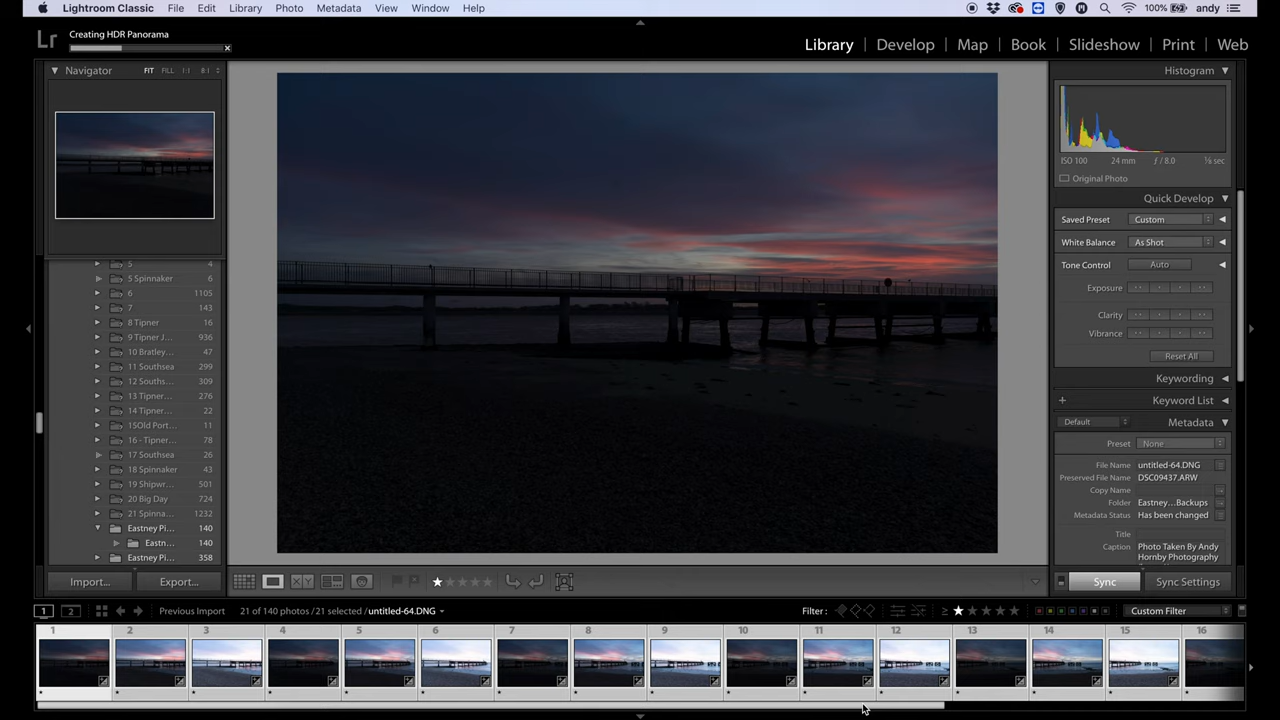 Lightroom Classic File Edit Library Photo Metadata View Window Help 100% andy
Lr Creating HDR Panorama
Library Develop Map Book Slideshow Print Web
Navigator FIT FILL 1:1
Histogram
ISO 100 24 mm ƒ / 8.0 ⅛ sec
Original Photo
Quick Develop
Saved Preset Custom
White Balance As Shot
Tone Control Auto
Exposure
Clarity
Vibrance
Reset All
Keywording
Keyword List
Default Metadata
Preset None
File Name untitled-64.DNG
Preserved File Name DSC09437.ARW
Copy Name
Folder Eastney...Backups
Metadata Status Has been changed
Title
Caption Photo Taken By Andy
Hornby Photography
5 4
5 Spinnaker 6
6 1105
7 143
8 Tipner 16
9 Tipner J... 936
10 Bratley... 47
11 Southsea 299
12 Souths... 309
13 Tipner... 276
14 Tipner... 22
15Old Port... 11
16 - Tipner... 78
17 Southsea 26
18 Spinnaker 43
19 Shipwr... 501
20 Big Day 724
21 Spinna... 1232
Eastney Pi... 140
Eastn... 140
Eastney Pi... 358
Import... Export... XY Sync Sync Settings
1 2 Previous Import 21 of 140 photos / 21 selected / untitled-64.DNG Filter : ≥ Custom Filter
1 2 3 4 5 6 7 8 9 10 11 12 13 14 15 16